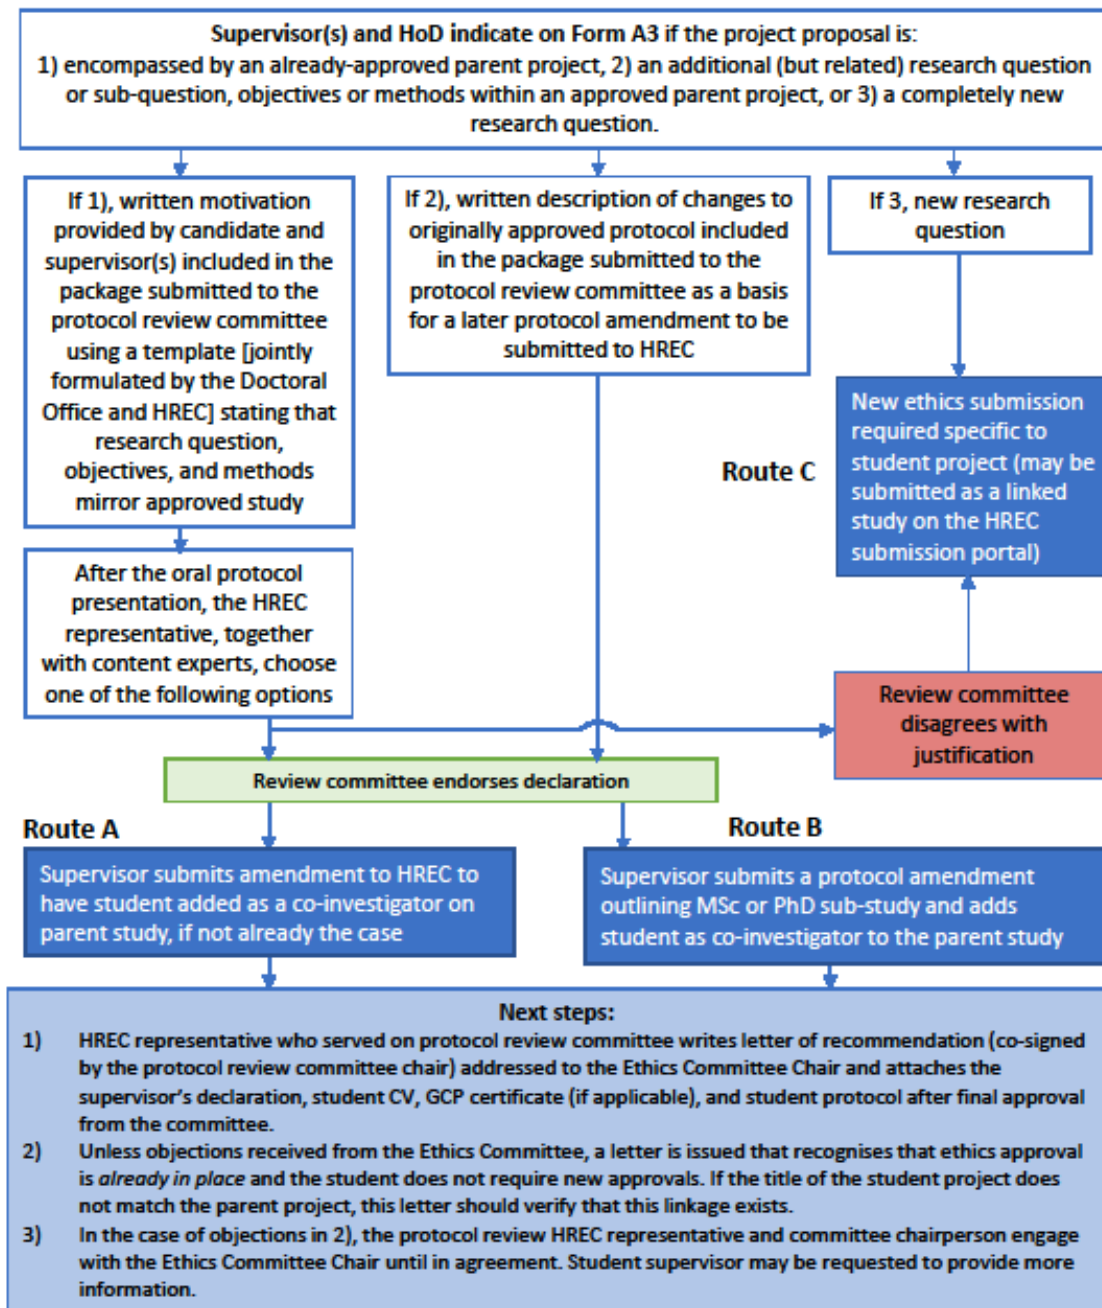 Supervisor(s) and HoD indicate on Form A3 if the project proposal is:
1) encompassed by an already-approved parent project, 2) an additional (but related) research question
or sub-question, objectives or methods within an approved parent project, or 3) a completely new
research question.
If 1), written motivation
provided by candidate and
supervisor(s) included in the
package submitted to the
protocol review committee
using a template [jointly
formulated by the Doctoral
Office and HREC] stating that
research question,
objectives, and methods
mirror approved study
If 2), written description of changes to
originally approved protocol included
in the package submitted to the
protocol review committee as a basis
for a later protocol amendment to be
submitted to HREC
If 3, new research
question
Route C
New ethics submission
required specific to
student project (may be
submitted as a linked
study on the HREC
submission portal)
After the oral protocol
presentation, the HREC
representative, together
with content experts, choose
one of the following options
Review committee
disagrees with
justification
Review committee endorses declaration
Route A
Route B
Supervisor submits amendment to HREC to
have student added as a co-investigator on
parent study, if not already the case
Supervisor submits a protocol amendment
outlining MSc or PhD sub-study and adds
student as co-investigator to the parent study
Next steps:
1) HREC representative who served on protocol review committee writes letter of recommendation (co-signed
by the protocol review committee chair) addressed to the Ethics Committee Chair and attaches the
supervisor's declaration, student CV, GCP certificate (if applicable), and student protocol after final approval
from the committee.
2) Unless objections received from the Ethics Committee, a letter is issued that recognises that ethics approval
is already in place and the student does not require new approvals. If the title of the student project does
not match the parent project, this letter should verify that this linkage exists.
3) In the case of objections in 2), the protocol review HREC representative and committee chairperson engage
with the Ethics Committee Chair until in agreement. Student supervisor may be requested to provide more
information.